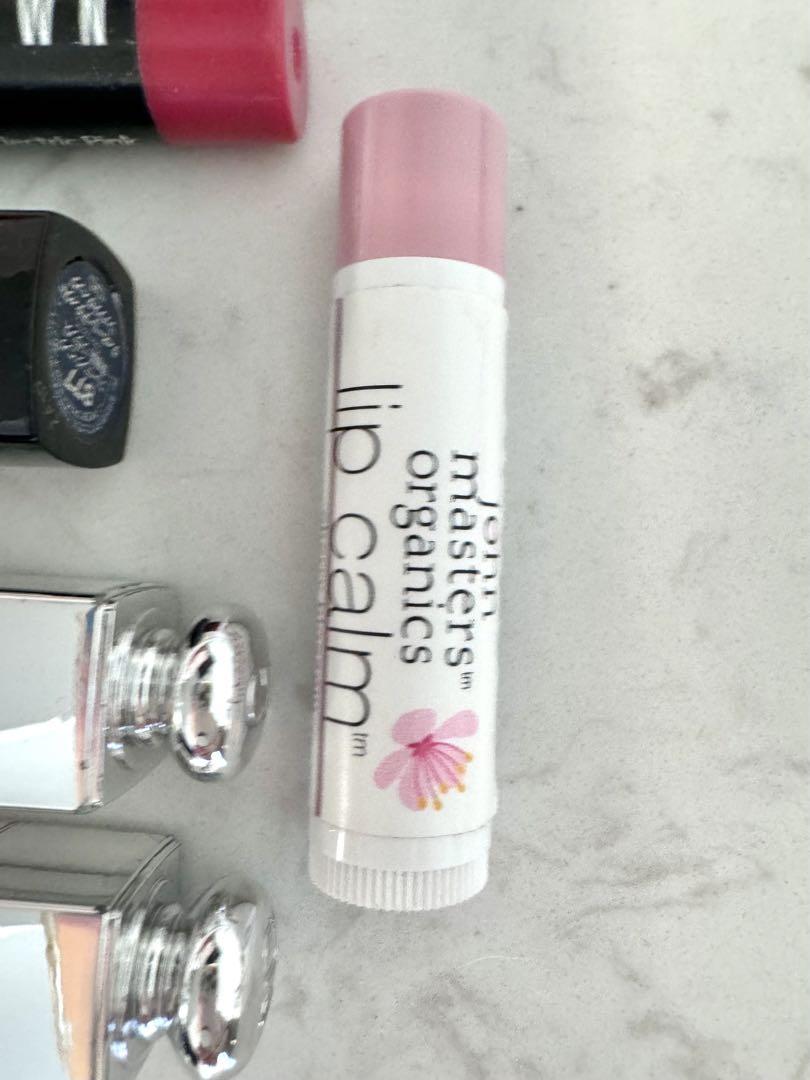 john
masters™
organics
lip calm™